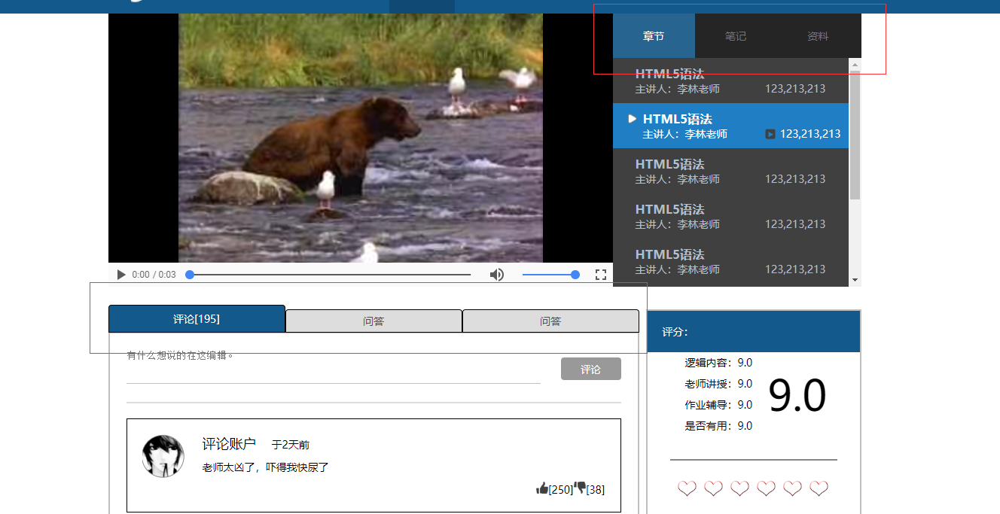 章节
笔记
资料
HTML5语法
主讲人：李林老师 123,213,213
HTML5语法
主讲人：李林老师 123,213,213
HTML5语法
主讲人：李林老师 123,213,213
HTML5语法
主讲人：李林老师 123,213,213
HTML5语法
主讲人：李林老师 123,213,213
0:00 / 0:03
评论[195]
问答
问答
有什么想说的在这编辑。
评论
评论账户 于2天前
老师太凶了，吓得我快尿了
[250] [38]
评分：
逻辑内容：9.0
老师讲授：9.0
作业辅导：9.0
是否有用：9.0
9.0